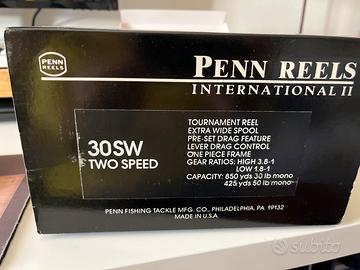 PENN
REELS
PENN REELS
INTERNATIONAL II
30SW
TWO SPEED
TOURNAMENT REEL
EXTRA WIDE SPOOL
PRE-SET DRAG FEATURE
LEVER DRAG CONTROL
ONE PIECE FRAME
GEAR RATIOS: HIGH 3.8-1
LOW 1.8-1
CAPACITY: 850 yds 30 lb mono
425 yds 50 lb mono
PENN FISHING TACKLE MFG. CO., PHILADELPHIA, PA. 19132
MADE IN U.S.A.
subito